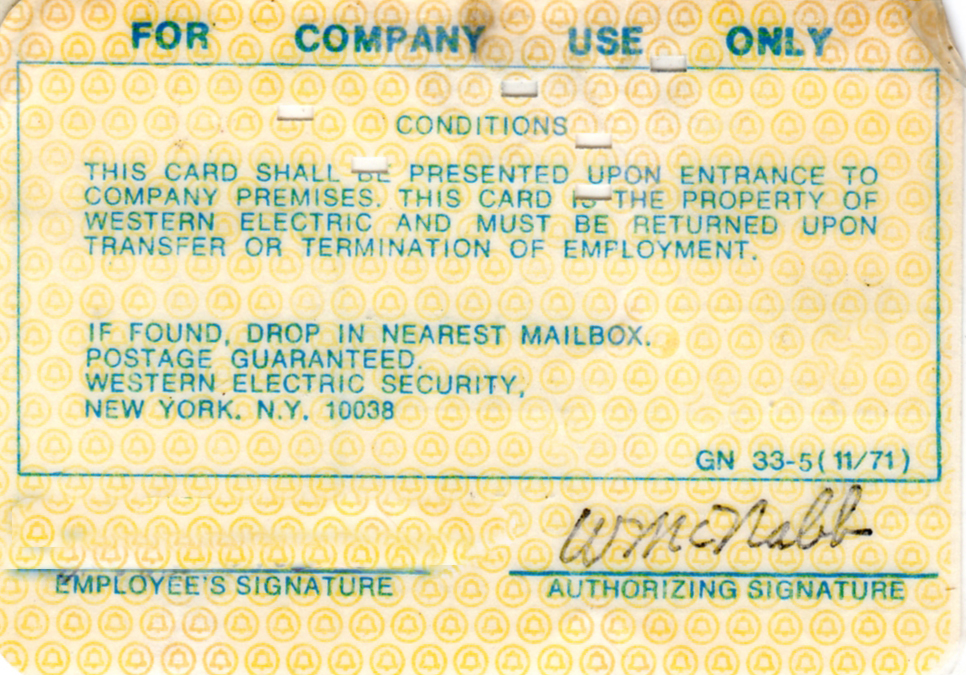 FOR COMPANY USE ONLY
CONDITIONS
THIS CARD SHALL BE PRESENTED UPON ENTRANCE TO
COMPANY PREMISES. THIS CARD IS THE PROPERTY OF
WESTERN ELECTRIC AND MUST BE RETURNED UPON
TRANSFER OR TERMINATION OF EMPLOYMENT.
IF FOUND, DROP IN NEAREST MAILBOX.
POSTAGE GUARANTEED.
WESTERN ELECTRIC SECURITY,
NEW YORK. N.Y. 10038
GN 33-5(11/71)
W McNabb
EMPLOYEE'S SIGNATURE
AUTHORIZING SIGNATURE